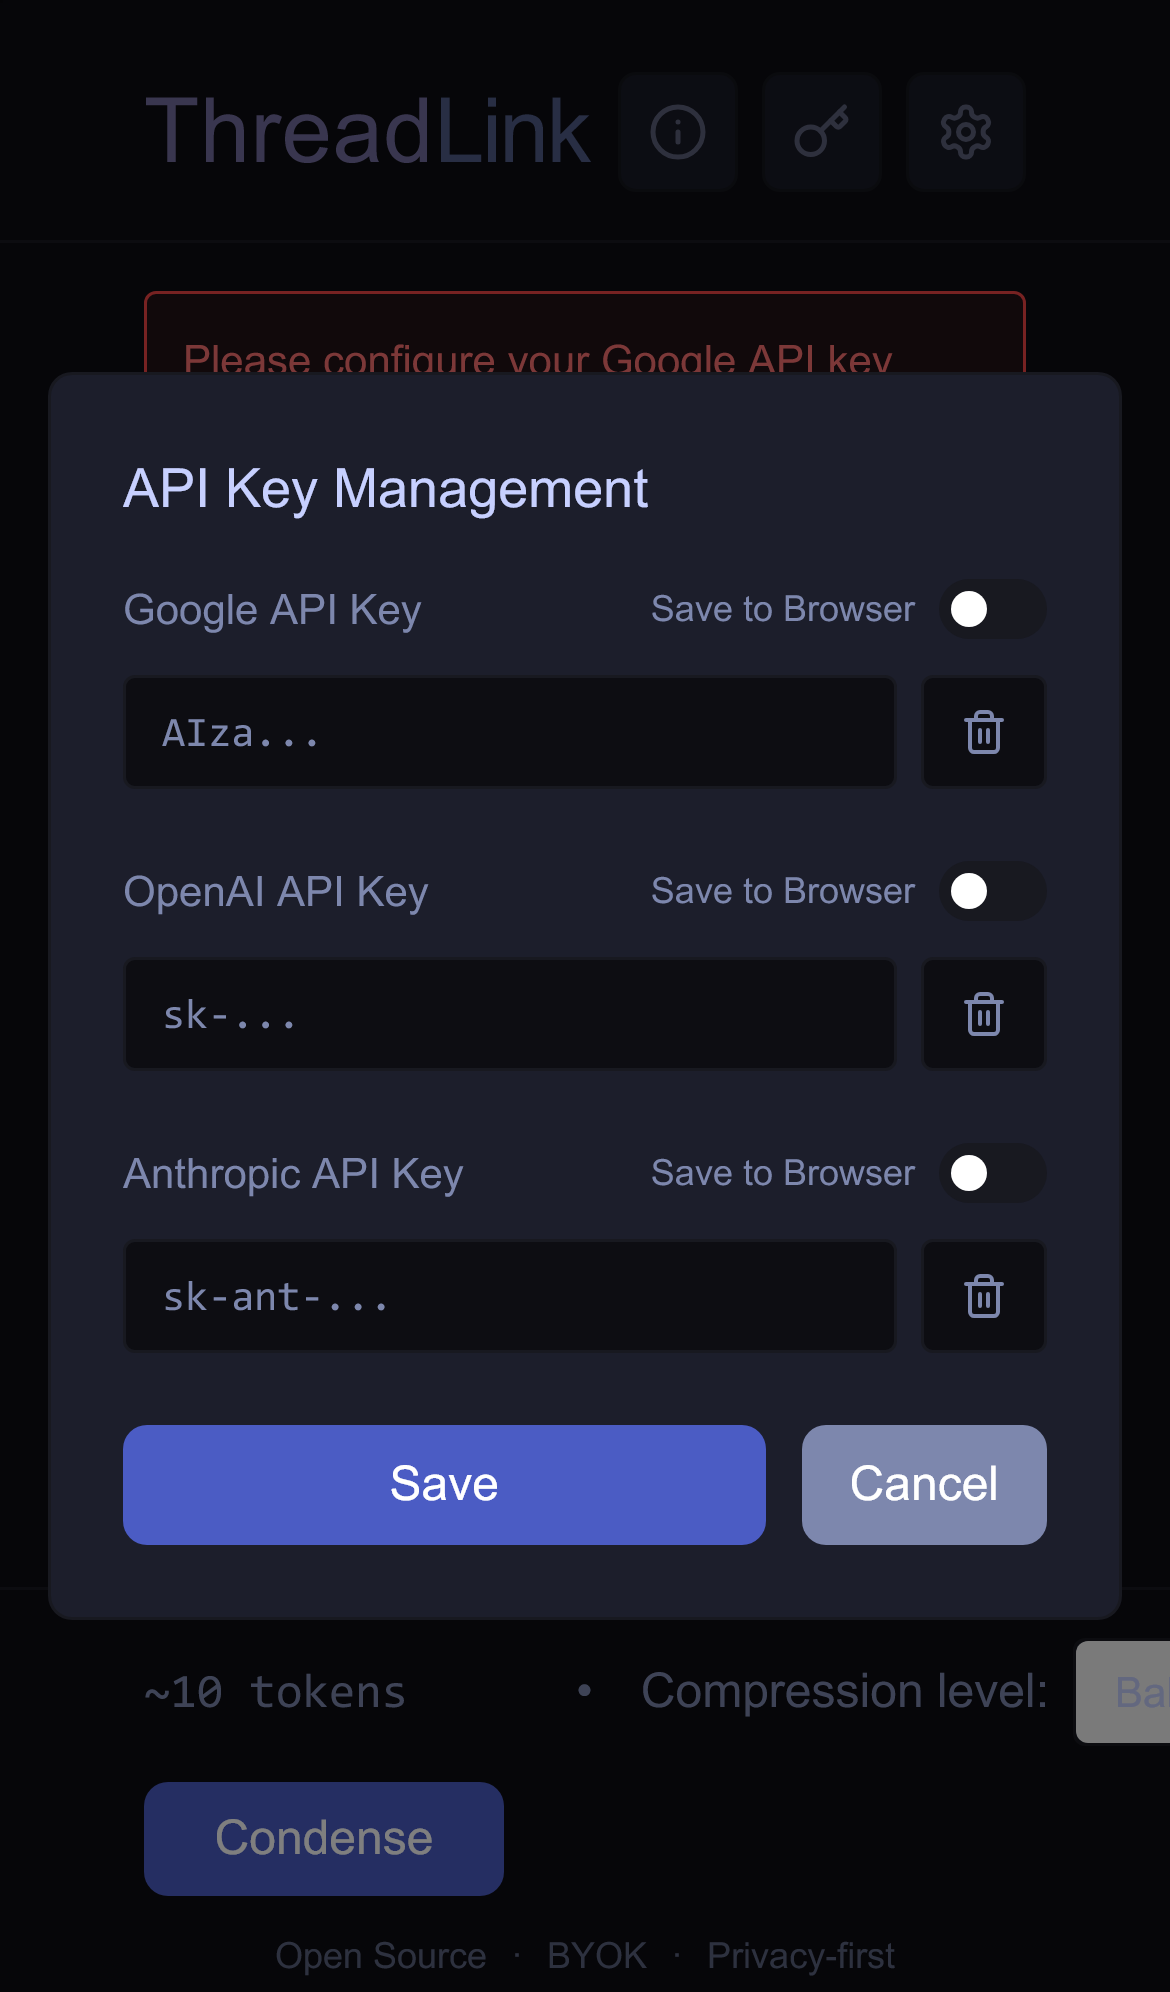 ThreadLink
Please configure your Google API key
API Key Management
Google API Key Save to Browser
AIza...
OpenAI API Key Save to Browser
sk-...
Anthropic API Key Save to Browser
sk-ant-...
Save Cancel
~10 tokens • Compression level:
Condense
Open Source · BYOK · Privacy-first